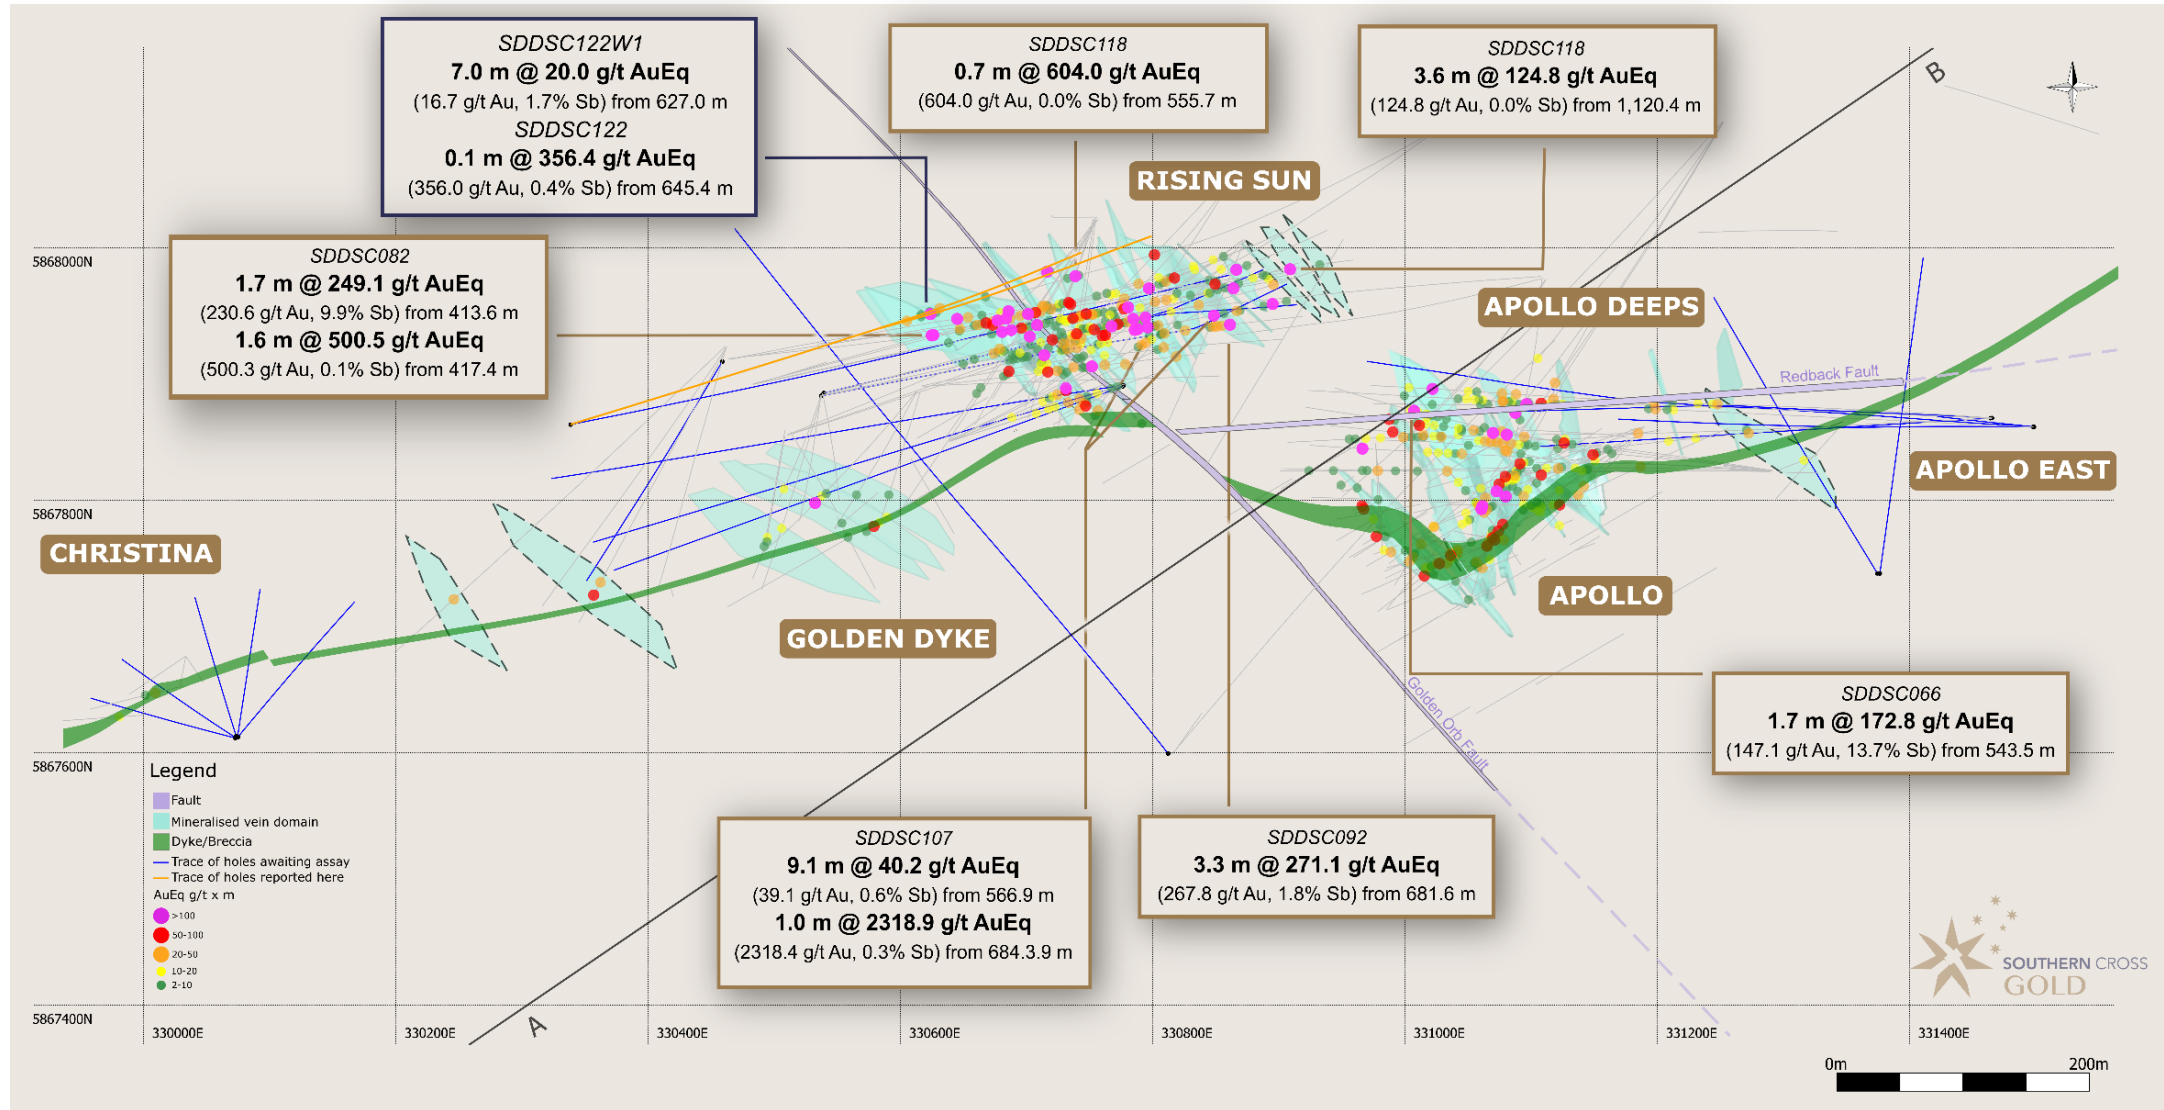 SDDSC122W1
7.0 m @ 20.0 g/t AuEq
(16.7 g/t Au, 1.7% Sb) from 627.0 m
SDDSC122
0.1 m @ 356.4 g/t AuEq
(356.0 g/t Au, 0.4% Sb) from 645.4 m
SDDSC118
0.7 m @ 604.0 g/t AuEq
(604.0 g/t Au, 0.0% Sb) from 555.7 m
SDDSC118
3.6 m @ 124.8 g/t AuEq
(124.8 g/t Au, 0.0% Sb) from 1,120.4 m
B
RISING SUN
SDDSC082
1.7 m @ 249.1 g/t AuEq
(230.6 g/t Au, 9.9% Sb) from 413.6 m
1.6 m @ 500.5 g/t AuEq
(500.3 g/t Au, 0.1% Sb) from 417.4 m
5868000N
APOLLO DEEPS
Redback Fault
APOLLO EAST
5867800N
CHRISTINA
APOLLO
GOLDEN DYKE
Golden Orb Fault
SDDSC066
1.7 m @ 172.8 g/t AuEq
(147.1 g/t Au, 13.7% Sb) from 543.5 m
5867600N
Legend
Fault
Mineralised vein domain
Dyke/Breccia
Trace of holes awaiting assay
Trace of holes reported here
AuEq g/t x m
>100
50-100
20-50
10-20
2-10
SDDSC107
9.1 m @ 40.2 g/t AuEq
(39.1 g/t Au, 0.6% Sb) from 566.9 m
1.0 m @ 2318.9 g/t AuEq
(2318.4 g/t Au, 0.3% Sb) from 684.3.9 m
SDDSC092
3.3 m @ 271.1 g/t AuEq
(267.8 g/t Au, 1.8% Sb) from 681.6 m
SOUTHERN CROSS
GOLD
5867400N
A
330000E
330200E
330400E
330600E
330800E
331000E
331200E
331400E
0m
200m